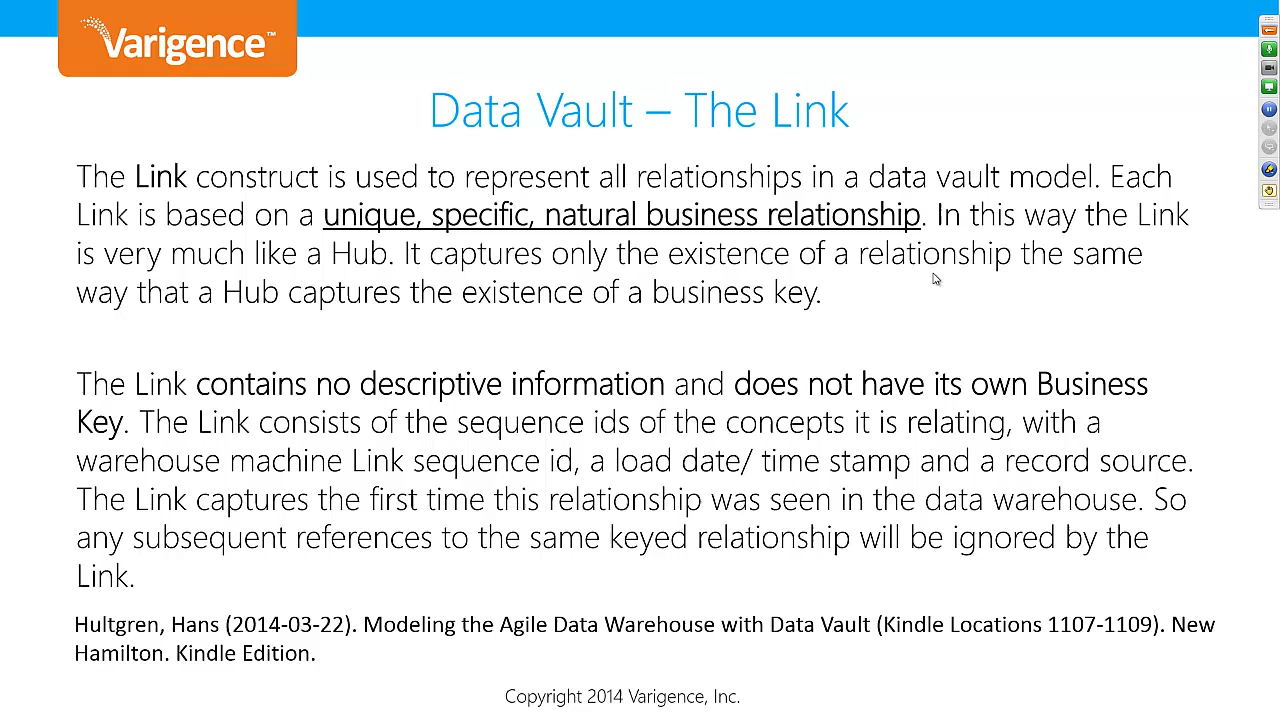 Varigence™
Data Vault – The Link
The Link construct is used to represent all relationships in a data vault model. Each
Link is based on a unique, specific, natural business relationship. In this way the Link
is very much like a Hub. It captures only the existence of a relationship the same
way that a Hub captures the existence of a business key.
The Link contains no descriptive information and does not have its own Business
Key. The Link consists of the sequence ids of the concepts it is relating, with a
warehouse machine Link sequence id, a load date/ time stamp and a record source.
The Link captures the first time this relationship was seen in the data warehouse. So
any subsequent references to the same keyed relationship will be ignored by the
Link.
Hultgren, Hans (2014-03-22). Modeling the Agile Data Warehouse with Data Vault (Kindle Locations 1107-1109). New
Hamilton. Kindle Edition.
Copyright 2014 Varigence, Inc.